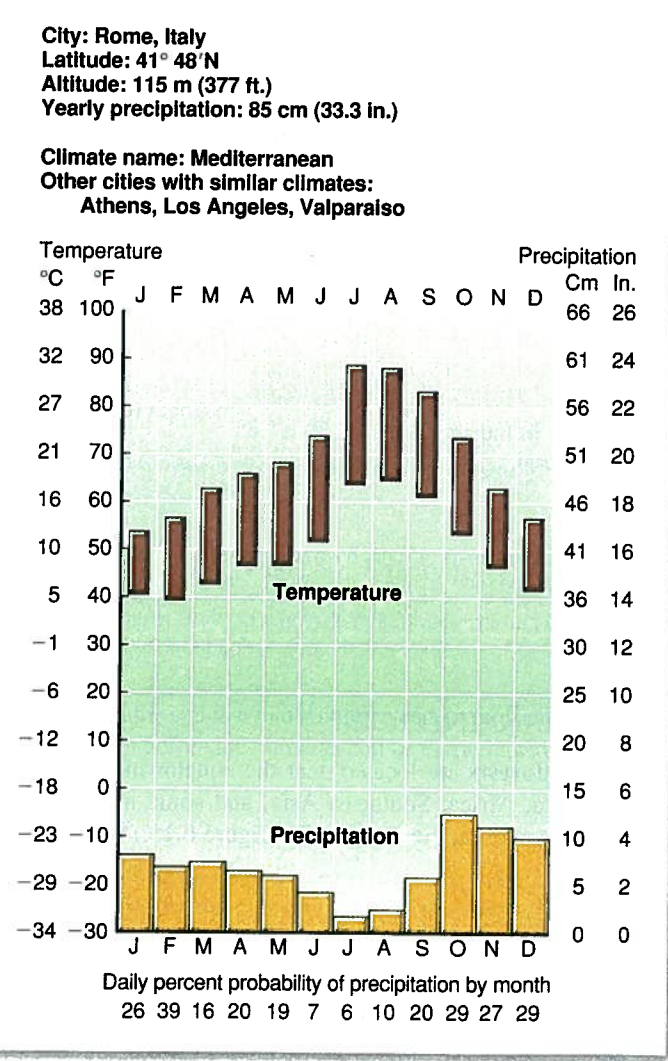 City: Rome, Italy
Latitude: 41° 48'N
Altitude: 115 m (377 ft.)
Yearly precipitation: 85 cm (33.3 in.)
Climate name: Mediterranean
Other cities with similar climates:
Athens, Los Angeles, Valparaiso
Temperature Precipitation
°C °F Cm In.
J F M A M J J A S O N D
38 100 66 26
32 90 61 24
27 80 56 22
21 70 51 20
16 60 46 18
10 50 41 16
Temperature
5 40 36 14
−1 30 30 12
−6 20 25 10
−12 10 20 8
−18 0 15 6
Precipitation
−23 −10 10 4
−29 −20 5 2
−34 −30 0 0
J F M A M J J A S O N D
Daily percent probability of precipitation by month
26 39 16 20 19 7 6 10 20 29 27 29